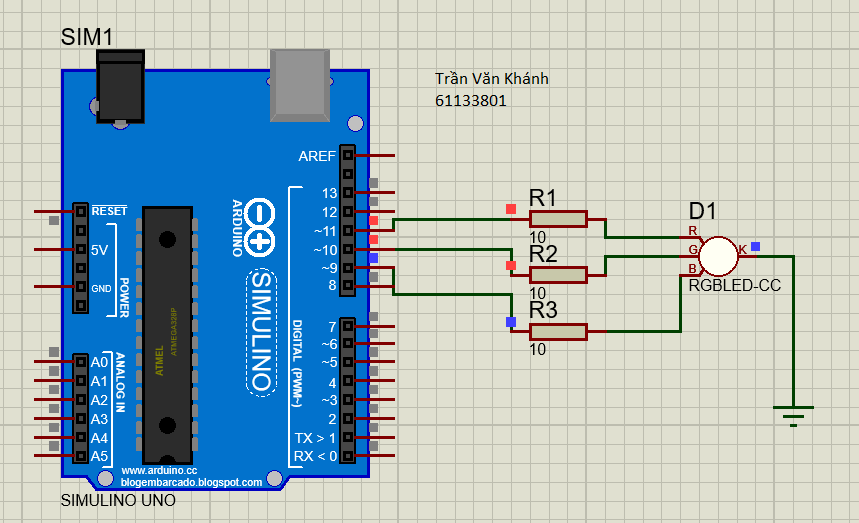 SIM1
Trần Văn Khánh
61133801
AREF
13
12
~11
~10
~9
8
7
~6
~5
4
~3
2
TX > 1
RX < 0
RESET
5V
GND
POWER
A0
A1
A2
A3
A4
A5
ANALOG IN
ATMEL
ATMEGA328P
ARDUINO
SIMULINO
DIGITAL (PWM~)
www.arduino.cc
blogembarcado.blogspot.com
SIMULINO UNO
R1
10
R2
10
R3
10
D1
R
G
B
K
RGBLED-CC